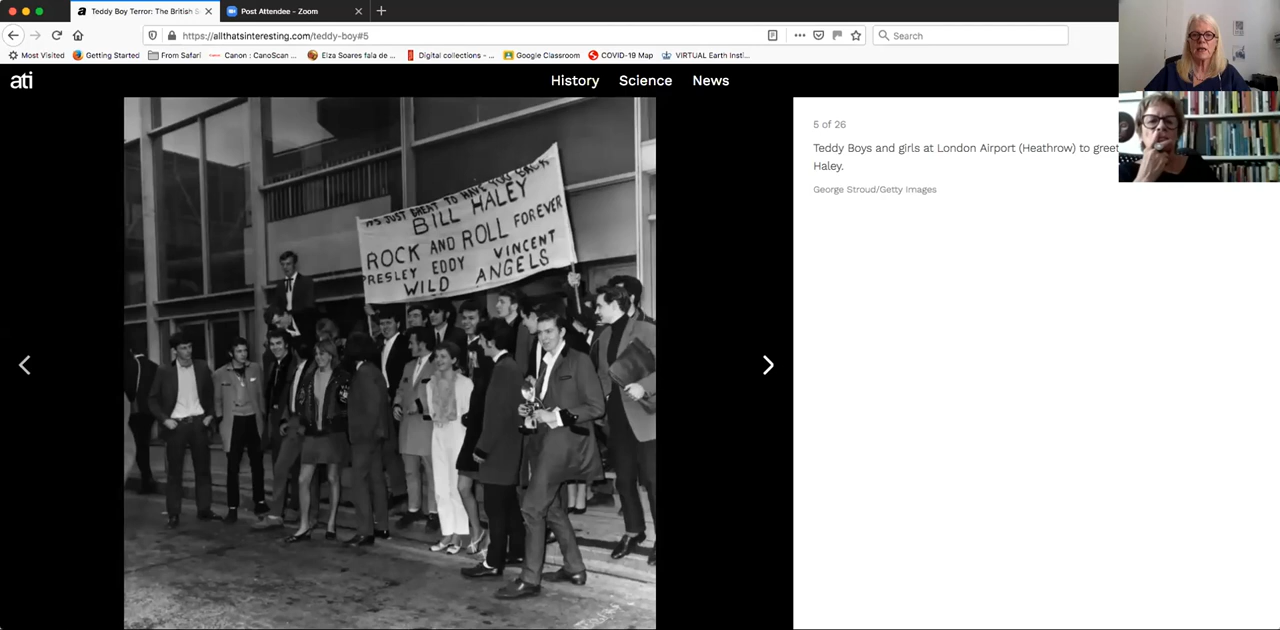 Teddy Boy Terror: The British S
Post Attendee - Zoom
https://allthatsinteresting.com/teddy-boy#5
Search
Most Visited
Getting Started
From Safari
Canon : CanoScan ...
Elza Soares fala de ...
Digital collections - ...
Google Classroom
COVID-19 Map
VIRTUAL Earth Insti...
ati
History
Science
News
5 of 26
Teddy Boys and girls at London Airport (Heathrow) to greet
Haley.
George Stroud/Getty Images
IT'S JUST GREAT TO HAVE YOU BACK
BILL HALEY
ROCK AND ROLL FOREVER
PRESLEY EDDY VINCENT
WILD ANGELS